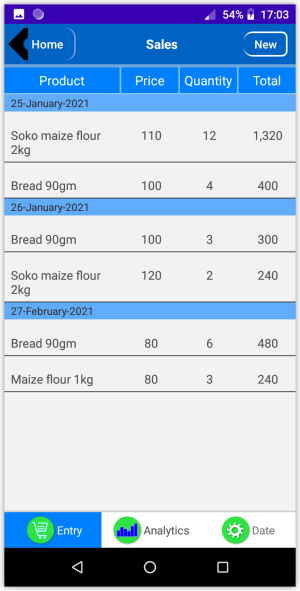 54% 17:03
Home Sales New
Product Price Quantity Total
25-January-2021
Soko maize flour 110 12 1,320
2kg
Bread 90gm 100 4 400
26-January-2021
Bread 90gm 100 3 300
Soko maize flour 120 2 240
2kg
27-February-2021
Bread 90gm 80 6 480
Maize flour 1kg 80 3 240
Entry Analytics Date